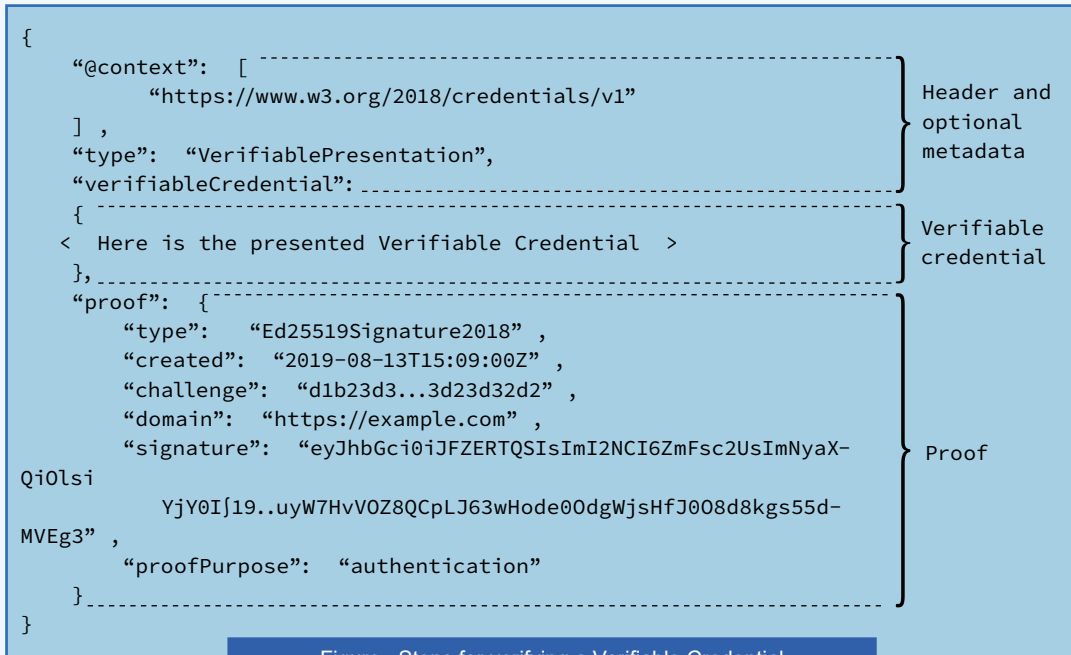 {
“@context”: [
“https://www.w3.org/2018/credentials/v1”
] ,
“type”: “VerifiablePresentation”,
“verifiableCredential”:
Header and
optional
metadata
{
< Here is the presented Verifiable Credential >
},
Verifiable
credential
“proof”: {
“type”: “Ed25519Signature2018” ,
“created”: “2019-08-13T15:09:00Z” ,
“challenge”: “d1b23d3...3d23d32d2” ,
“domain”: “https://example.com” ,
“signature”: “eyJhbGci0iJFZERTQSIsImI2NCI6ZmFsc2UsImNyaX-
QiOlsi
YjY0I∫19..uyW7HvVOZ8QCpLJ63wHode0OdgWjsHfJ0O8d8kgs55d-
MVEg3” ,
“proofPurpose”: “authentication”
}
}
Proof